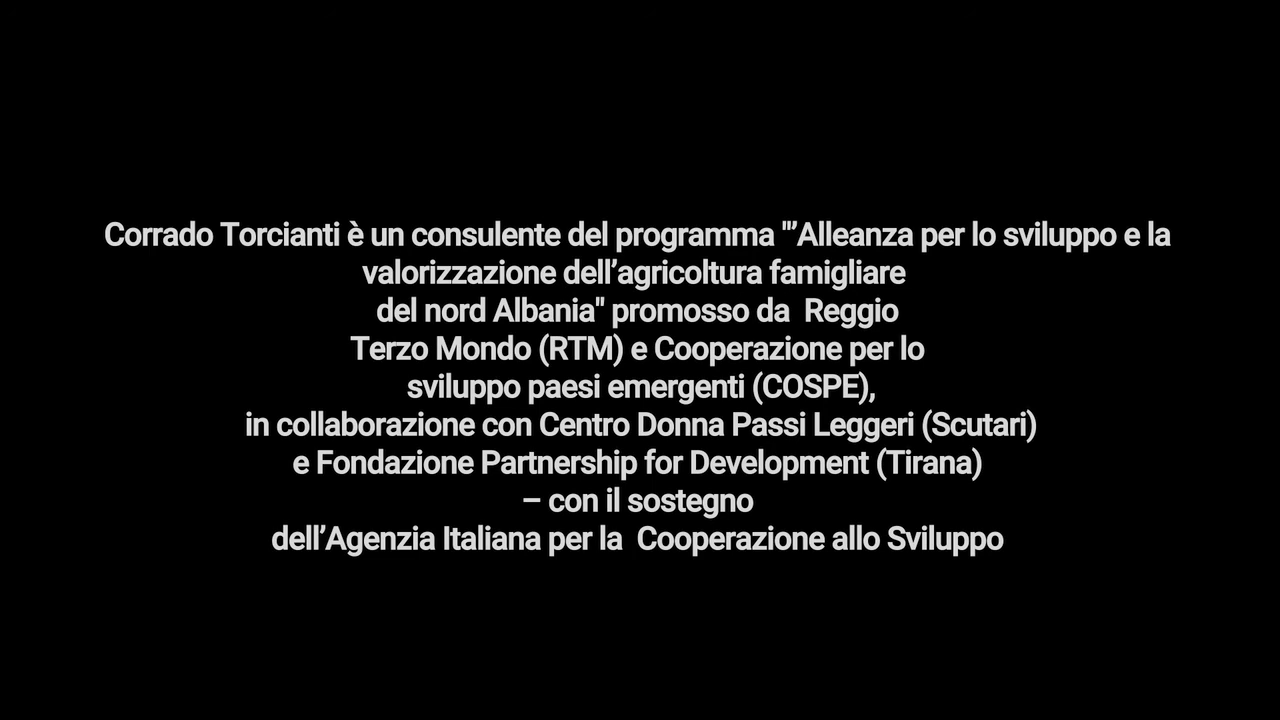 Corrado Torcianti è un consulente del programma "’Alleanza per lo sviluppo e la
valorizzazione dell’agricoltura famigliare
del nord Albania" promosso da  Reggio
Terzo Mondo (RTM) e Cooperazione per lo
sviluppo paesi emergenti (COSPE),
in collaborazione con Centro Donna Passi Leggeri (Scutari)
e Fondazione Partnership for Development (Tirana)
– con il sostegno
dell’Agenzia Italiana per la  Cooperazione allo Sviluppo